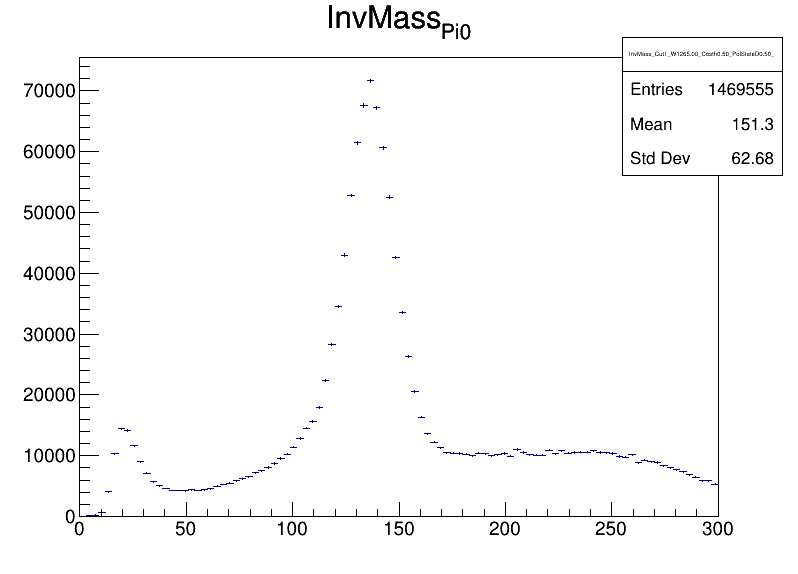 InvMass_Pi0
InvMass_Cut1_W1265.00_Costh0.50_PolStateD0.50_
Entries 1469555
Mean 151.3
Std Dev 62.68
70000
60000
50000
40000
30000
20000
10000
0
0 50 100 150 200 250 300